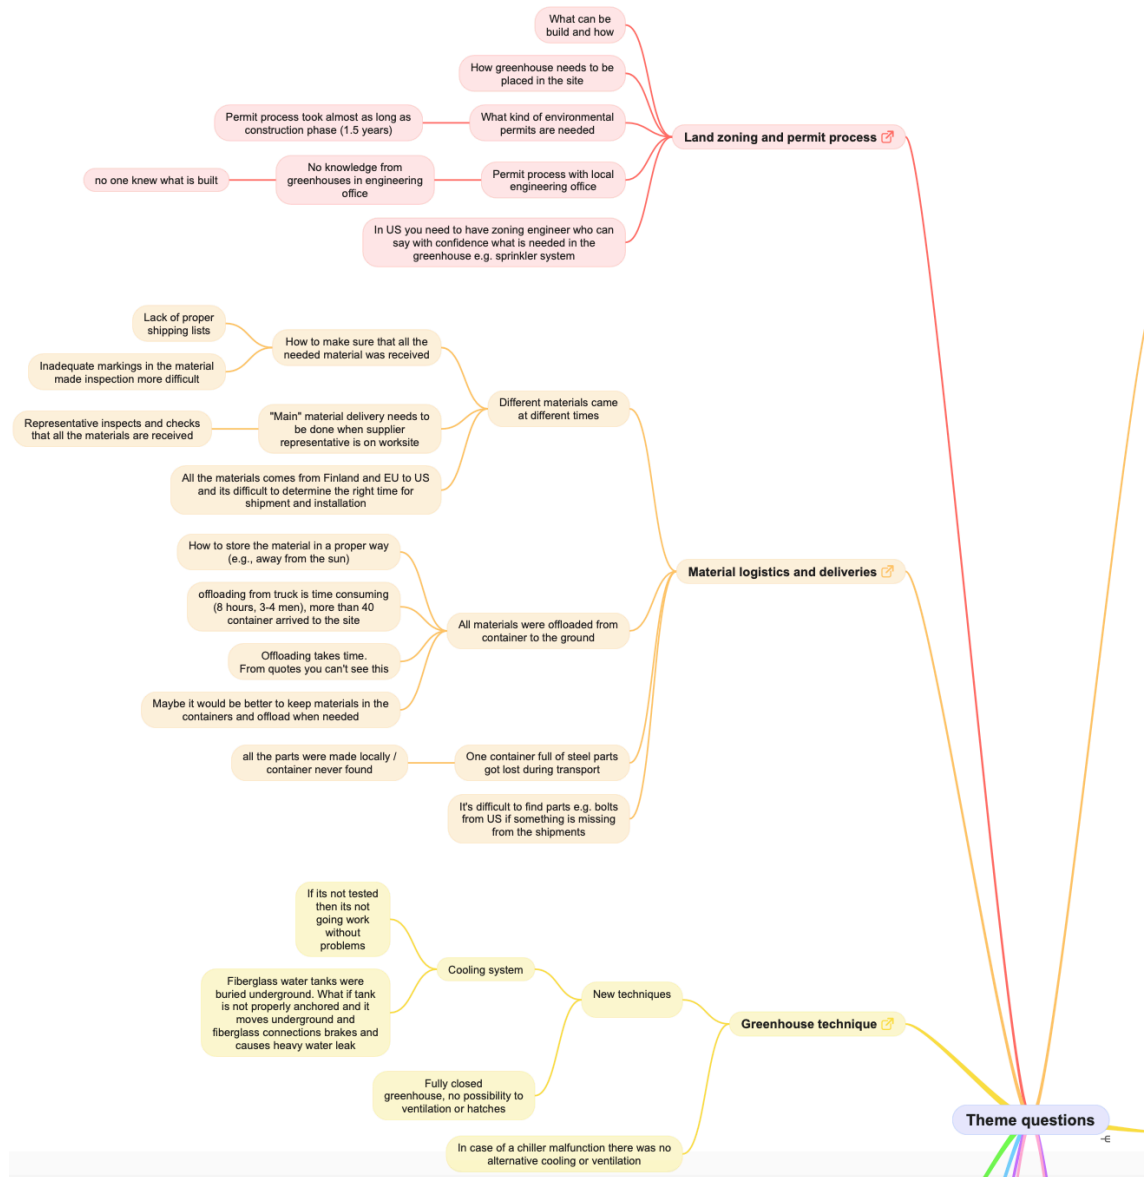 What can be
build and how
How greenhouse needs to be
placed in the site
Permit process took almost as long as
construction phase (1.5 years)
What kind of environmental
permits are needed
Land zoning and permit process
no one knew what is built
No knowledge from
greenhouses in engineering
office
Permit process with local
engineering office
In US you need to have zoning engineer who can
say with confidence what is needed in the
greenhouse e.g. sprinkler system
Lack of proper
shipping lists
How to make sure that all the
needed material was received
Inadequate markings in the material
made inspection more difficult
Different materials came
at different times
Representative inspects and checks
that all the materials are received
"Main" material delivery needs to
be done when supplier
representative is on worksite
All the materials comes from Finland and EU to US
and its difficult to determine the right time for
shipment and installation
How to store the material in a proper way
(e.g., away from the sun)
Material logistics and deliveries
offloading from truck is time consuming
(8 hours, 3-4 men), more than 40
container arrived to the site
All materials were offloaded from
container to the ground
Offloading takes time.
From quotes you can't see this
Maybe it would be better to keep materials in the
containers and offload when needed
all the parts were made locally /
container never found
One container full of steel parts
got lost during transport
It's difficult to find parts e.g. bolts
from US if something is missing
from the shipments
If its not tested
then its not
going work
without
problems
Cooling system
Fiberglass water tanks were
buried underground. What if tank
is not properly anchored and it
moves underground and
fiberglass connections brakes and
causes heavy water leak
New techniques
Greenhouse technique
Fully closed
greenhouse, no possibility to
ventilation or hatches
In case of a chiller malfunction there was no
alternative cooling or ventilation
Theme questions